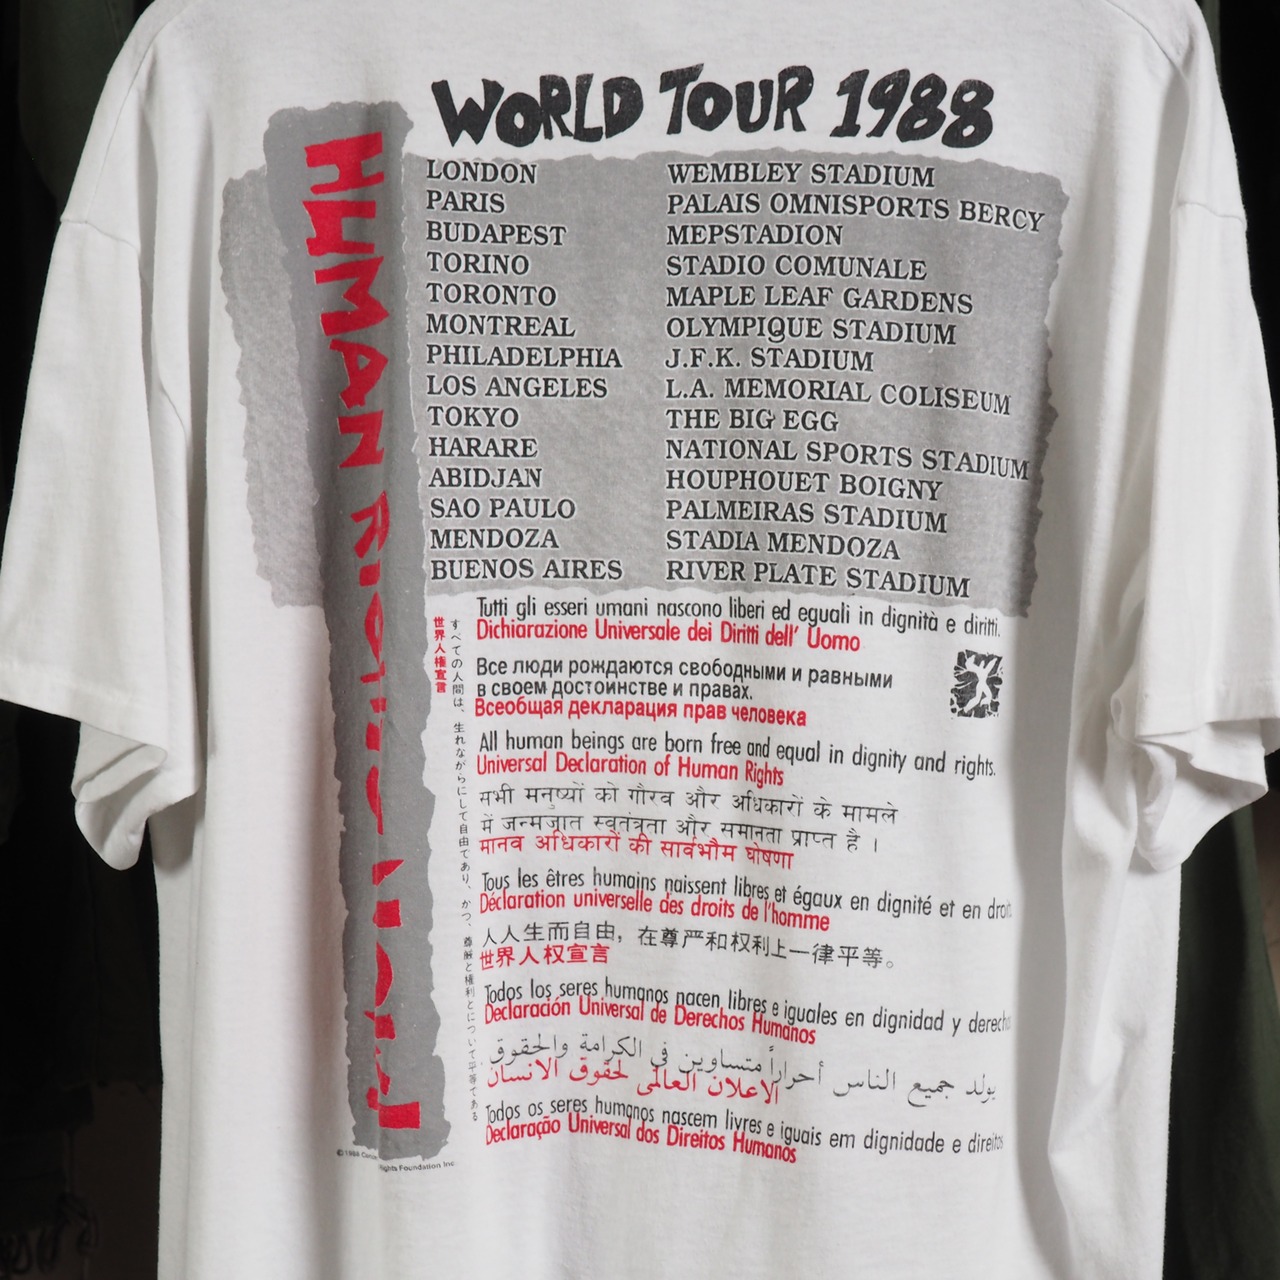 WORLD TOUR 1988
HUMAN RIGHTS NOW!
LONDON WEMBLEY STADIUM
PARIS PALAIS OMNISPORTS BERCY
BUDAPEST MEPSTADION
TORINO STADIO COMUNALE
TORONTO MAPLE LEAF GARDENS
MONTREAL OLYMPIQUE STADIUM
PHILADELPHIA J.F.K. STADIUM
LOS ANGELES L.A. MEMORIAL COLISEUM
TOKYO THE BIG EGG
HARARE NATIONAL SPORTS STADIUM
ABIDJAN HOUPHOUET BOIGNY
SAO PAULO PALMEIRAS STADIUM
MENDOZA STADIA MENDOZA
BUENOS AIRES RIVER PLATE STADIUM
すべての人間は、生れながらにして自由であり、かつ、尊厳と権利とについて平等である
世界人権宣言
Tutti gli esseri umani nascono liberi ed eguali in dignità e diritti.
Dichiarazione Universale dei Diritti dell' Uomo
Все люди рождаются свободными и равными
в своем достоинстве и правах.
Всеобщая декларация прав человека
All human beings are born free and equal in dignity and rights.
Universal Declaration of Human Rights
सभी मनुष्यों को गौरव और अधिकारों के मामले
में जन्मजात स्वतंत्रता और समानता प्राप्त है ।
मानव अधिकारों की सार्वभौम घोषणा
Tous les êtres humains naissent libres et égaux en dignité et en droit
Déclaration universelle des droits de l'homme
人人生而自由，在尊严和权利上一律平等。
世界人权宣言
Todos los seres humanos nacen libres e iguales en dignidad y derechos
Declaración Universal de Derechos Humanos
يولد جميع الناس أحراراً متساوين في الكرامة والحقوق
الاعلان العالمى لحقوق الانسان
Todos os seres humanos nascem livres e iguais em dignidade e direitos
Declaração Universal dos Direitos Humanos
©1988 Rights Foundation Inc